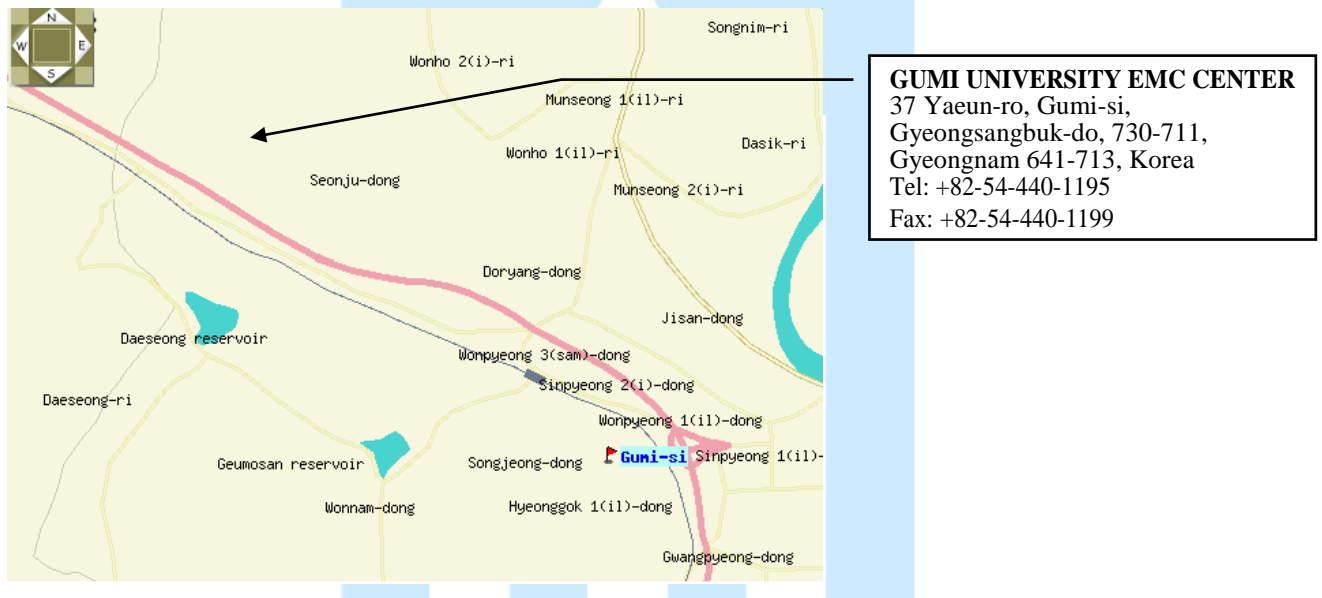 N
W
E
S
Songnim-ri
Wonho 2(i)-ri
Munseong 1(il)-ri
Dasik-ri
Wonho 1(il)-ri
Seonju-dong
Munseong 2(i)-ri
Doryang-dong
Jisan-dong
Daeseong reservoir
Wonpyeong 3(sam)-dong
Sinpyeong 2(i)-dong
Daeseong-ri
Wonpyeong 1(il)-dong
Gumi-si
Sinpyeong 1(il)-
Geumosan reservoir
Songjeong-dong
Wonnam-dong
Hyeonggok 1(il)-dong
Gwangpyeong-dong
GUMI UNIVERSITY EMC CENTER
37 Yaeun-ro, Gumi-si,
Gyeongsangbuk-do, 730-711,
Gyeongnam 641-713, Korea
Tel: +82-54-440-1195
Fax: +82-54-440-1199